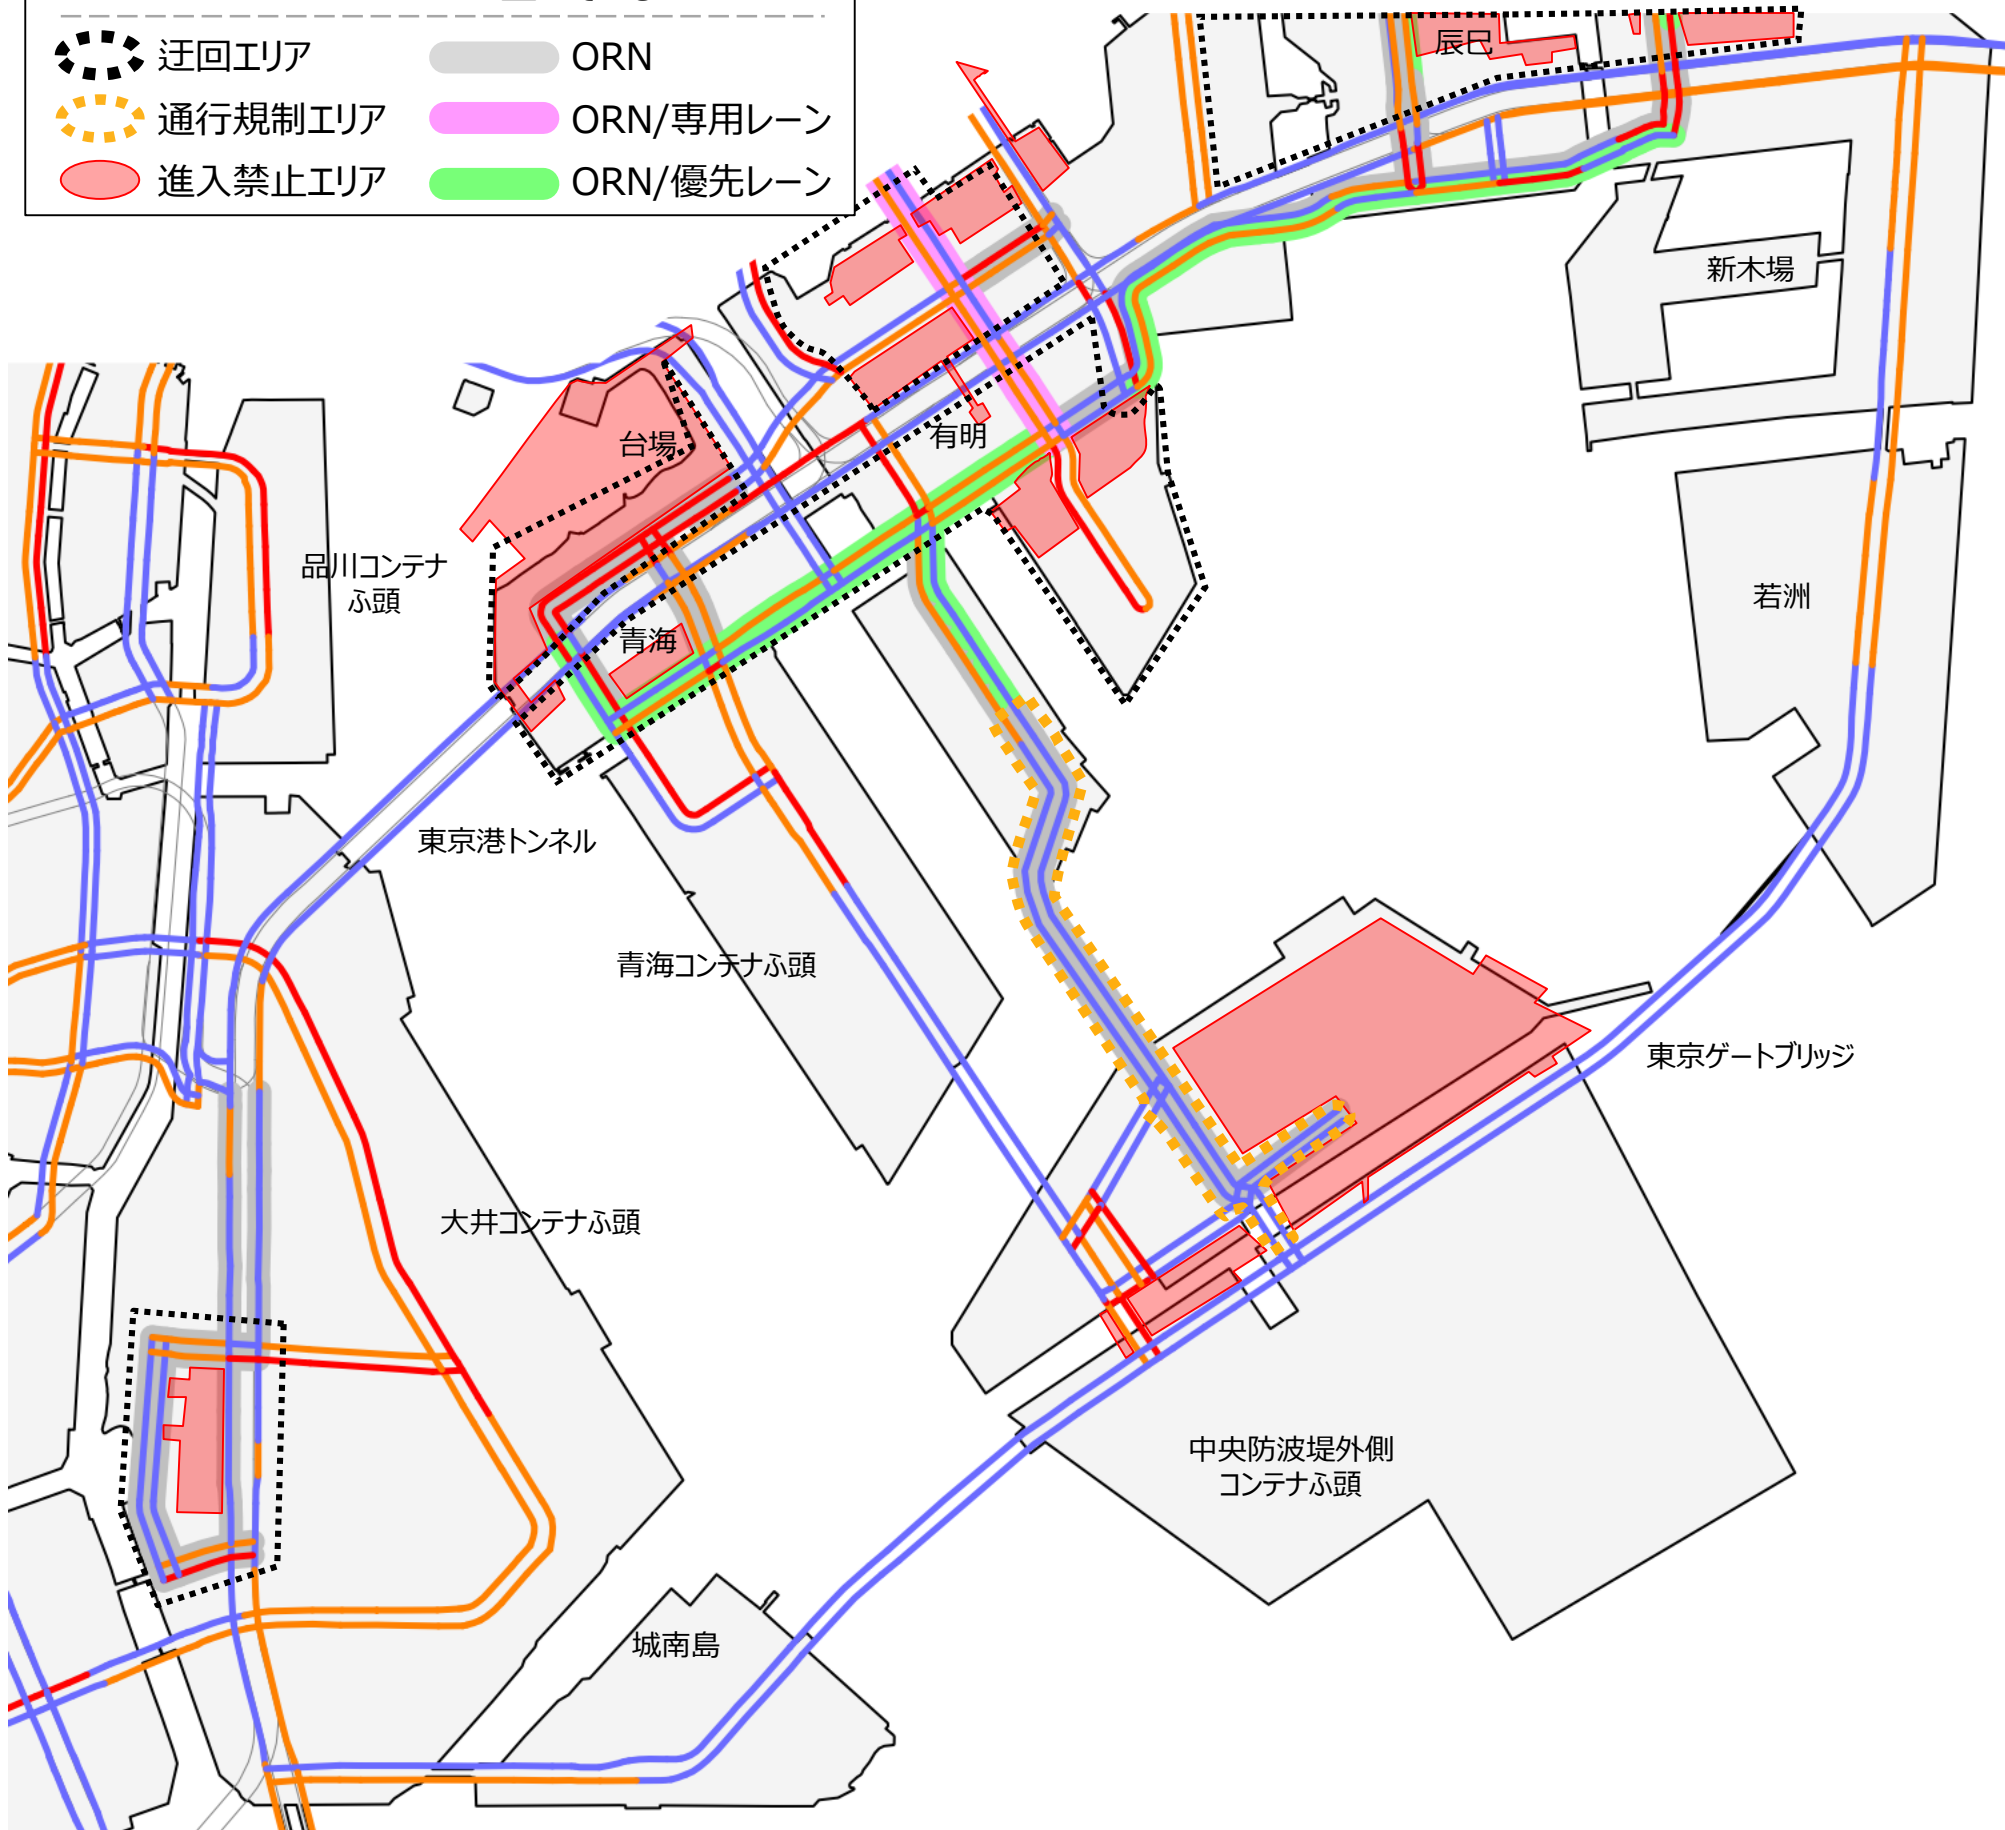 迂回エリア
ORN
通行規制エリア
ORN/専用レーン
進入禁止エリア
ORN/優先レーン
辰巳
新木場
台場
有明
品川コンテナ
ふ頭
青海
若洲
東京港トンネル
青海コンテナふ頭
東京ゲートブリッジ
大井コンテナふ頭
中央防波堤外側
コンテナふ頭
城南島